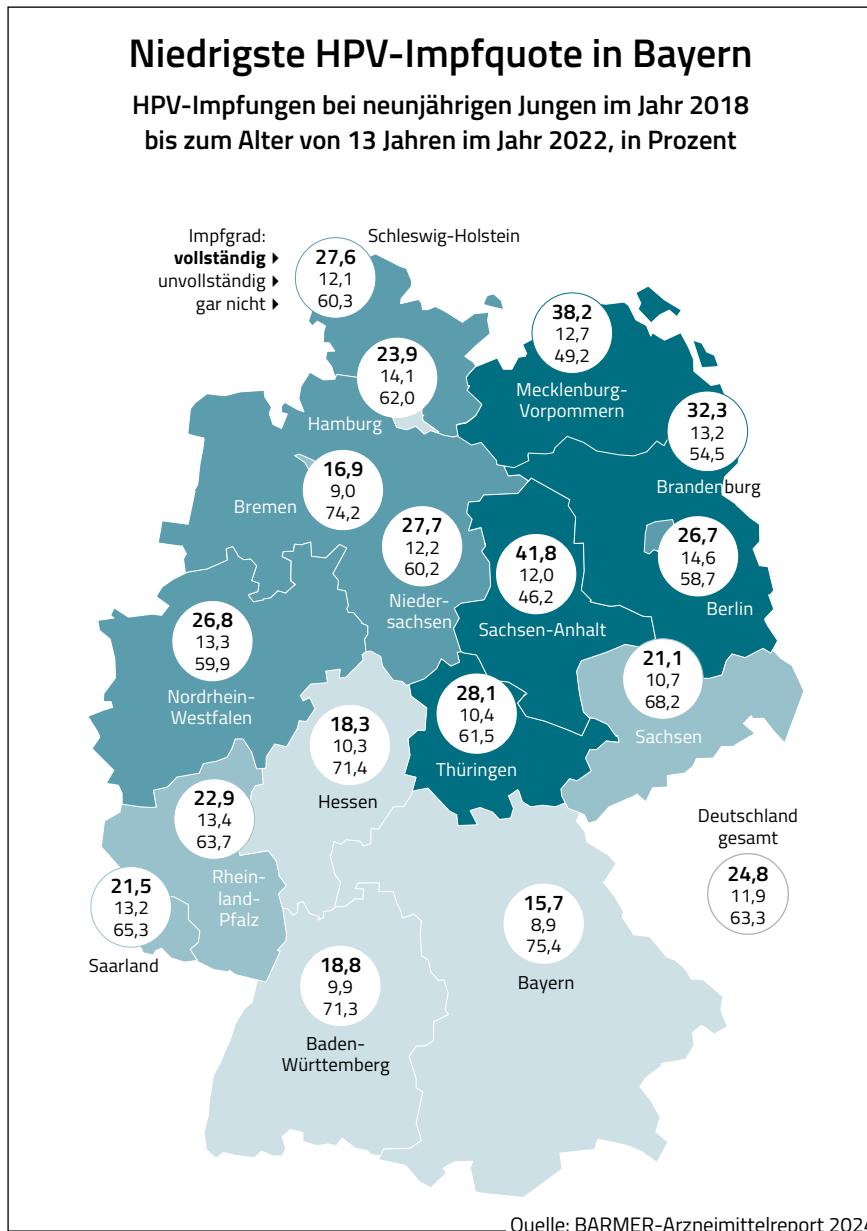 Niedrigste HPV-Impfquote in Bayern
HPV-Impfungen bei neunjährigen Jungen im Jahr 2018
bis zum Alter von 13 Jahren im Jahr 2022, in Prozent
Impfgrad:
vollständig
unvollständig
gar nicht
Schleswig-Holstein
27,6
12,1
60,3
38,2
12,7
49,2
Mecklenburg-
Vorpommern
23,9
14,1
62,0
Hamburg
32,3
13,2
54,5
Brandenburg
16,9
9,0
74,2
Bremen
27,7
12,2
60,2
Nieder-
sachsen
41,8
12,0
46,2
Sachsen-Anhalt
26,7
14,6
58,7
Berlin
26,8
13,3
59,9
Nordrhein-
Westfalen
21,1
10,7
68,2
Sachsen
28,1
10,4
61,5
Thüringen
18,3
10,3
71,4
Hessen
22,9
13,4
63,7
Rhein-
land-
Pfalz
Deutschland
gesamt
24,8
11,9
63,3
21,5
13,2
65,3
Saarland
15,7
8,9
75,4
Bayern
18,8
9,9
71,3
Baden-
Württemberg
Quelle: BARMER-Arzneimittelreport 2024